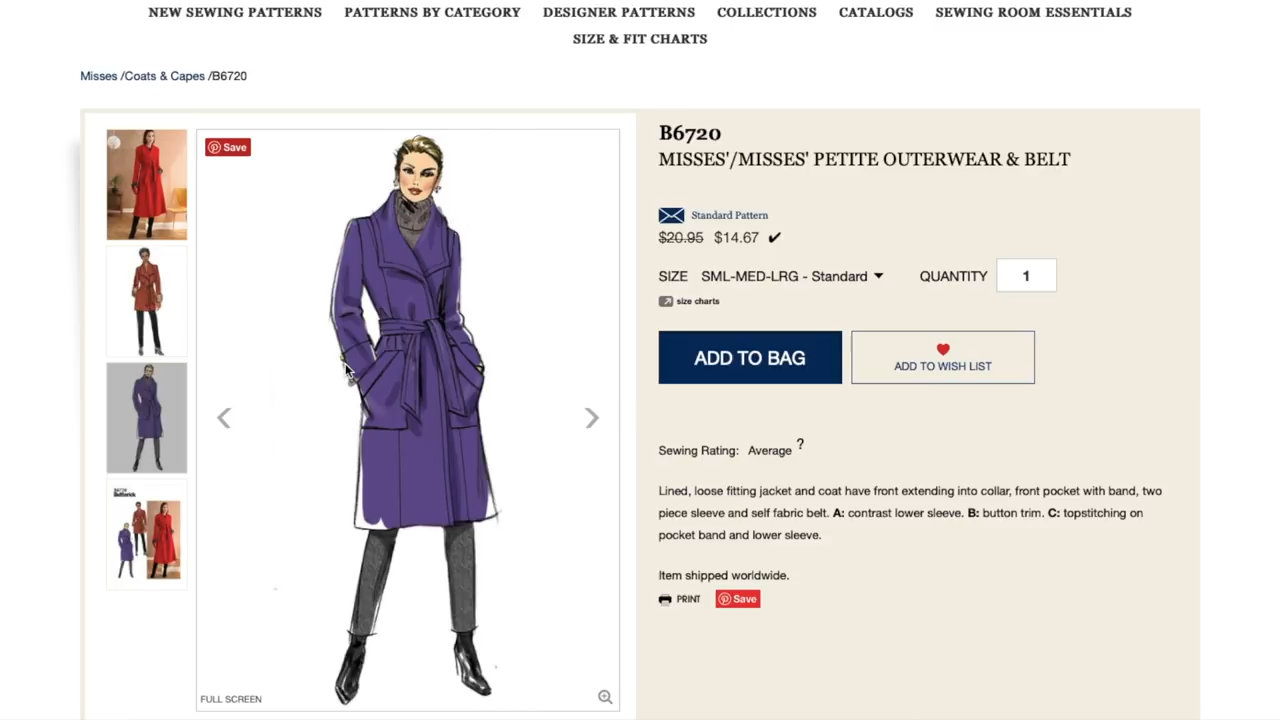 NEW SEWING PATTERNS PATTERNS BY CATEGORY DESIGNER PATTERNS COLLECTIONS CATALOGS SEWING ROOM ESSENTIALS
SIZE & FIT CHARTS
Misses /Coats & Capes /B6720
Save
B6720
MISSES'/MISSES' PETITE OUTERWEAR & BELT
Standard Pattern
$20.95 $14.67 ✔
SIZE SML-MED-LRG - Standard QUANTITY 1
size charts
ADD TO BAG
ADD TO WISH LIST
Sewing Rating: Average ?
Lined, loose fitting jacket and coat have front extending into collar, front pocket with band, two
piece sleeve and self fabric belt. A: contrast lower sleeve. B: button trim. C: topstitching on
pocket band and lower sleeve.
Item shipped worldwide.
PRINT Save
Butterick
FULL SCREEN